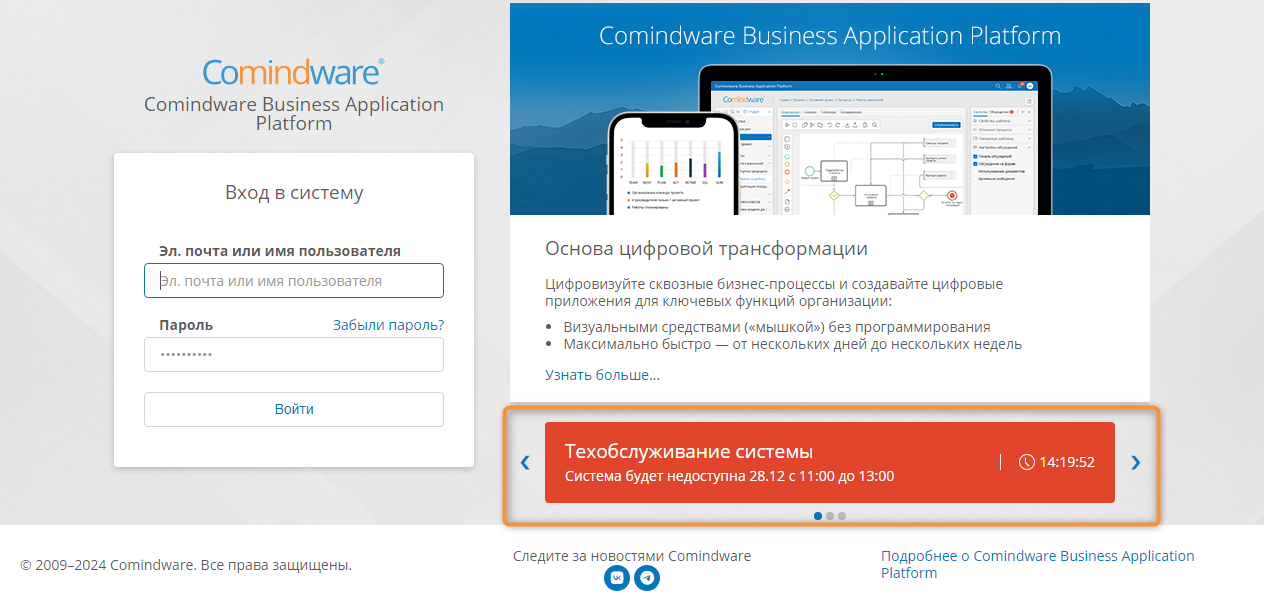 Comindware®
Comindware Business Application
Platform
Вход в систему
Эл. почта или имя пользователя
Эл. почта или имя пользователя
Пароль
Забыли пароль?
Войти
Comindware Business Application Platform
Comindware
Основа цифровой трансформации
Цифровизуйте сквозные бизнес-процессы и создавайте цифровые
приложения для ключевых функций организации:
• Визуальными средствами («мышкой») без программирования
• Максимально быстро — от нескольких дней до нескольких недель
Узнать больше...
Техобслуживание системы
Система будет недоступна 28.12 с 11:00 до 13:00
14:19:52
© 2009–2024 Comindware. Все права защищены.
Следите за новостями Comindware
Подробнее о Comindware Business Application
Platform